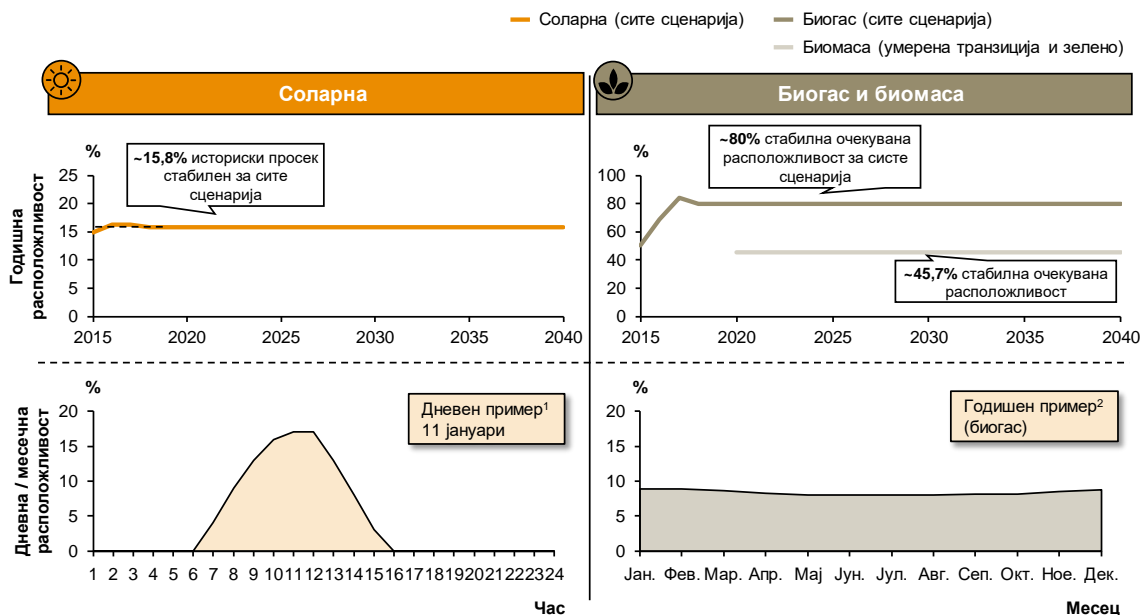 Соларна (сите сценарија)
Биогас (сите сценарија)
Биомаса (умерена транзиција и зелено)
Соларна
Биогас и биомаса
Годишна
расположливост
%
25
20
15
10
5
0
2015 2020 2025 2030 2035 2040
~15,8% историски просек
стабилен за сите
сценарија
%
100
80
60
40
20
0
2015 2020 2025 2030 2035 2040
~80% стабилна очекувана
расположливост за систе
сценарија
~45,7% стабилна очекувана
расположливост
Дневна / месечна
расположливост
%
20
15
10
5
0
1 2 3 4 5 6 7 8 9 10 11 12 13 14 15 16 17 18 19 20 21 22 23 24
Час
Дневен пример¹
11 јануари
%
20
15
10
5
0
Јан. Фев. Мар. Апр. Мај Јун. Јул. Авг. Сеп. Окт. Ное. Дек.
Месец
Годишен пример²
(биогас)